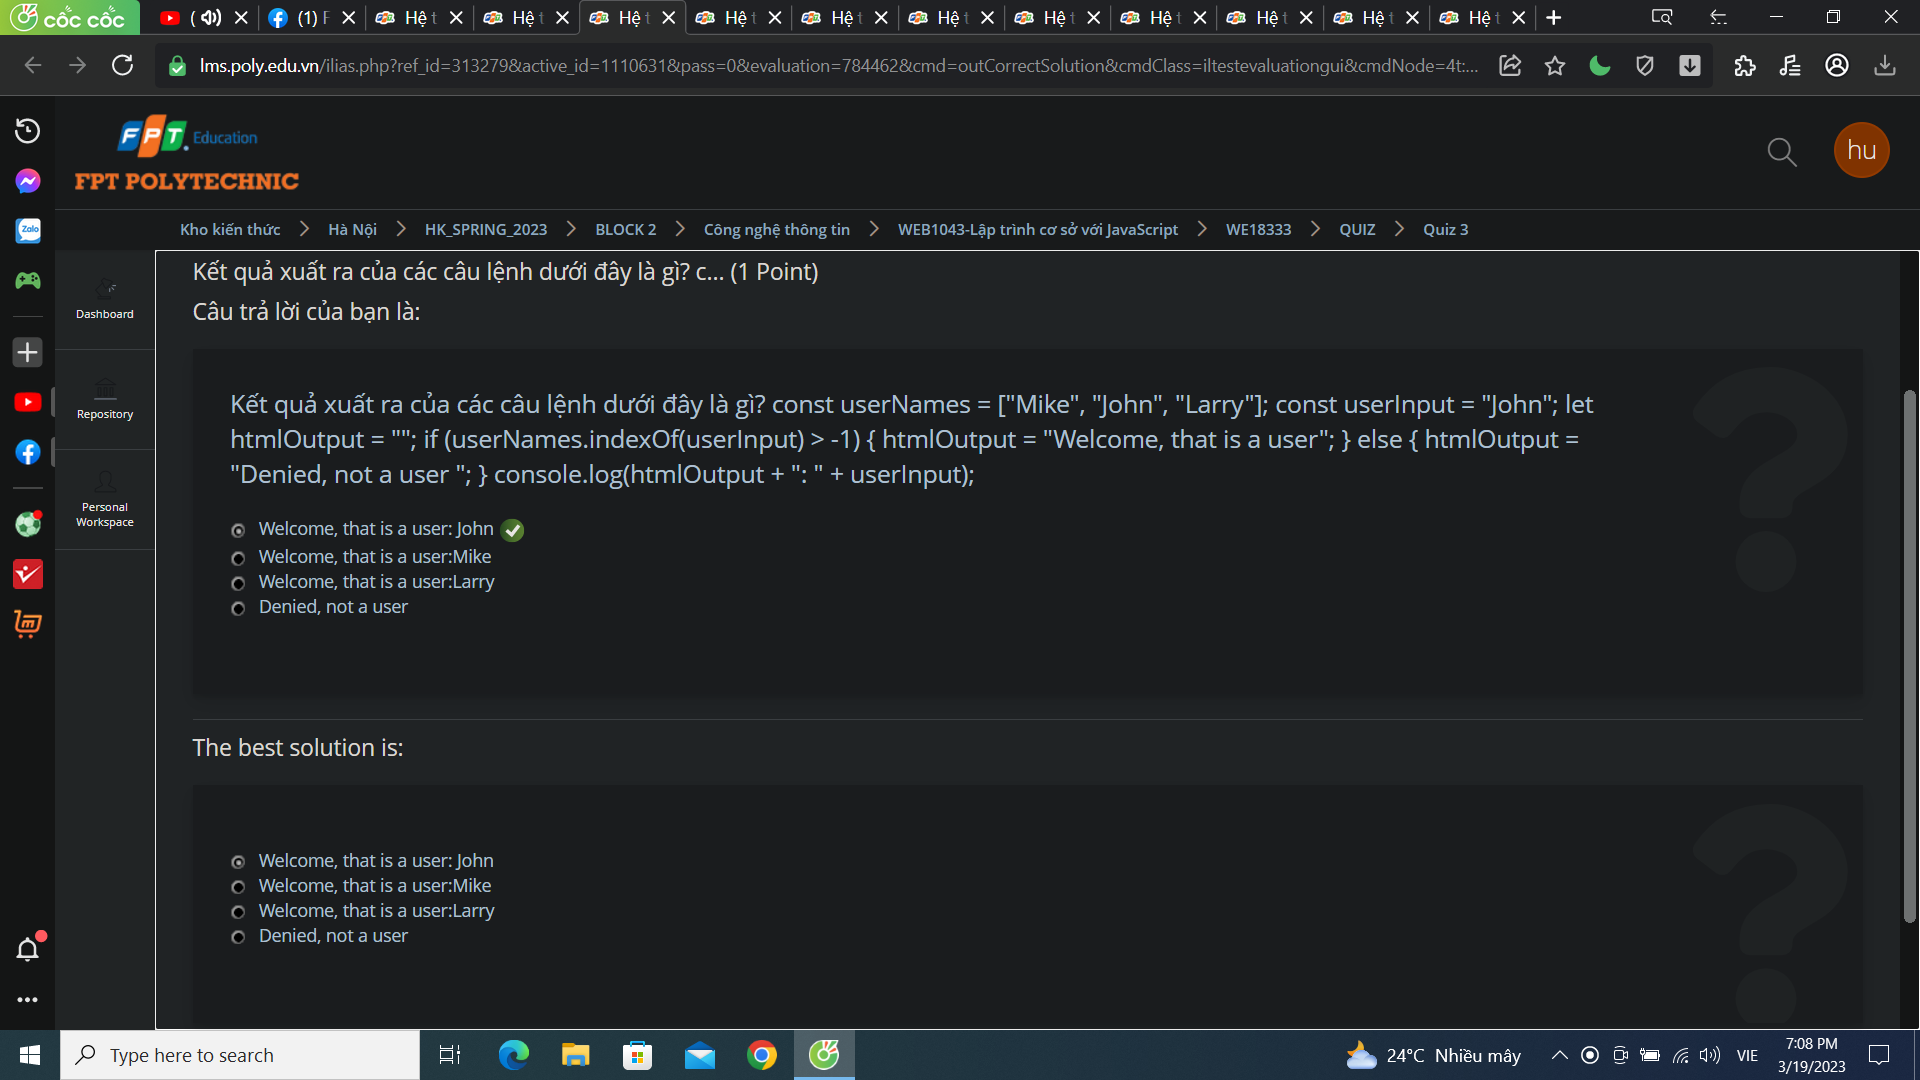 cốc cốc
(
(1) F
Hệ t
Hệ t
Hệ t
Hệ t
Hệ t
Hệ t
Hệ t
Hệ t
Hệ t
Hệ t
Hệ t
lms.poly.edu.vn/ilias.php?ref_id=313279&active_id=1110631&pass=0&evaluation=784462&cmd=outCorrectSolution&cmdClass=iltestevaluationgui&cmdNode=4t:...
FPT. Education
FPT POLYTECHNIC
hu
Zalo
Kho kiến thức
Hà Nội
HK_SPRING_2023
BLOCK 2
Công nghệ thông tin
WEB1043-Lập trình cơ sở với JavaScript
WE18333
QUIZ
Quiz 3
Dashboard
Repository
Personal
Workspace
Kết quả xuất ra của các câu lệnh dưới đây là gì? c... (1 Point)
Câu trả lời của bạn là:
Kết quả xuất ra của các câu lệnh dưới đây là gì? const userNames = ["Mike", "John", "Larry"]; const userInput = "John"; let
htmlOutput = ""; if (userNames.indexOf(userInput) > -1) { htmlOutput = "Welcome, that is a user"; } else { htmlOutput =
"Denied, not a user "; } console.log(htmlOutput + ": " + userInput);
Welcome, that is a user: John
Welcome, that is a user:Mike
Welcome, that is a user:Larry
Denied, not a user
The best solution is:
Welcome, that is a user: John
Welcome, that is a user:Mike
Welcome, that is a user:Larry
Denied, not a user
Type here to search
24°C Nhiều mây
VIE
7:08 PM
3/19/2023